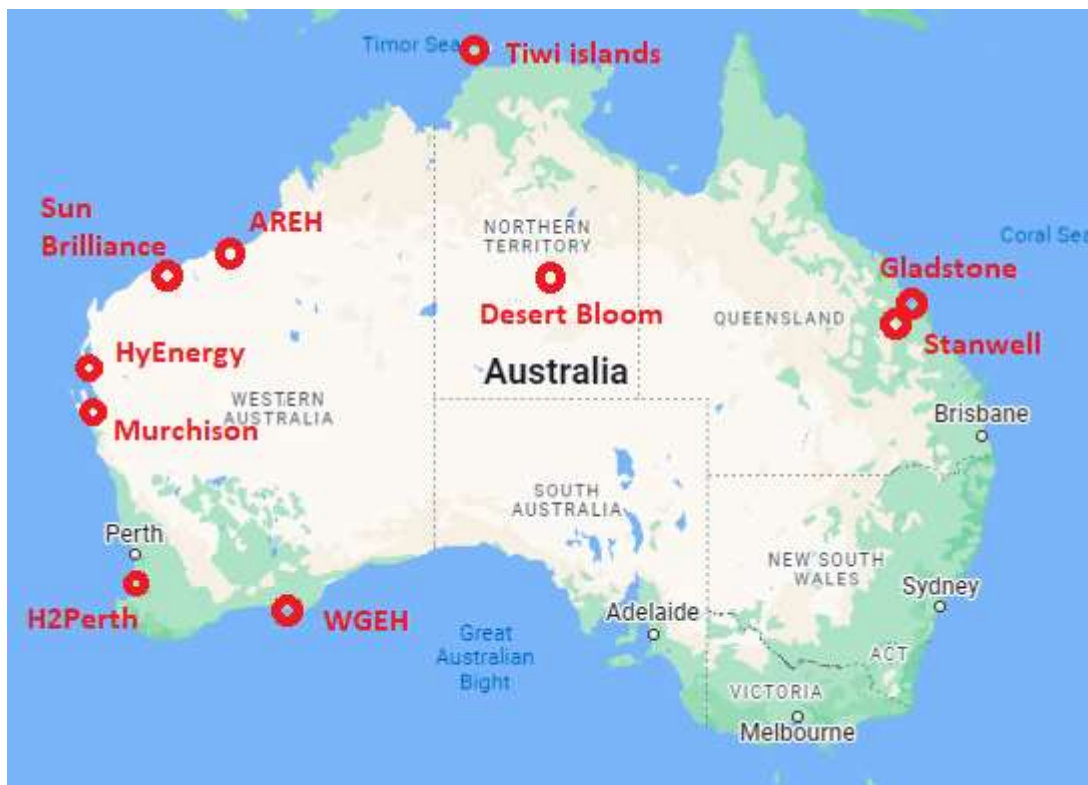 Timor Sea
Tiwi islands
Sun
Brilliance
AREH
NORTHERN
TERRITORY
Coral Sea
Gladstone
Desert Bloom
QUEENSLAND
Stanwell
HyEnergy
Australia
WESTERN
AUSTRALIA
Murchison
Brisbane
SOUTH
AUSTRALIA
Perth
NEW SOUTH
WALES
H2Perth
WGEH
Adelaide
Sydney
Great
Australian
Bight
ACT
VICTORIA
Melbourne